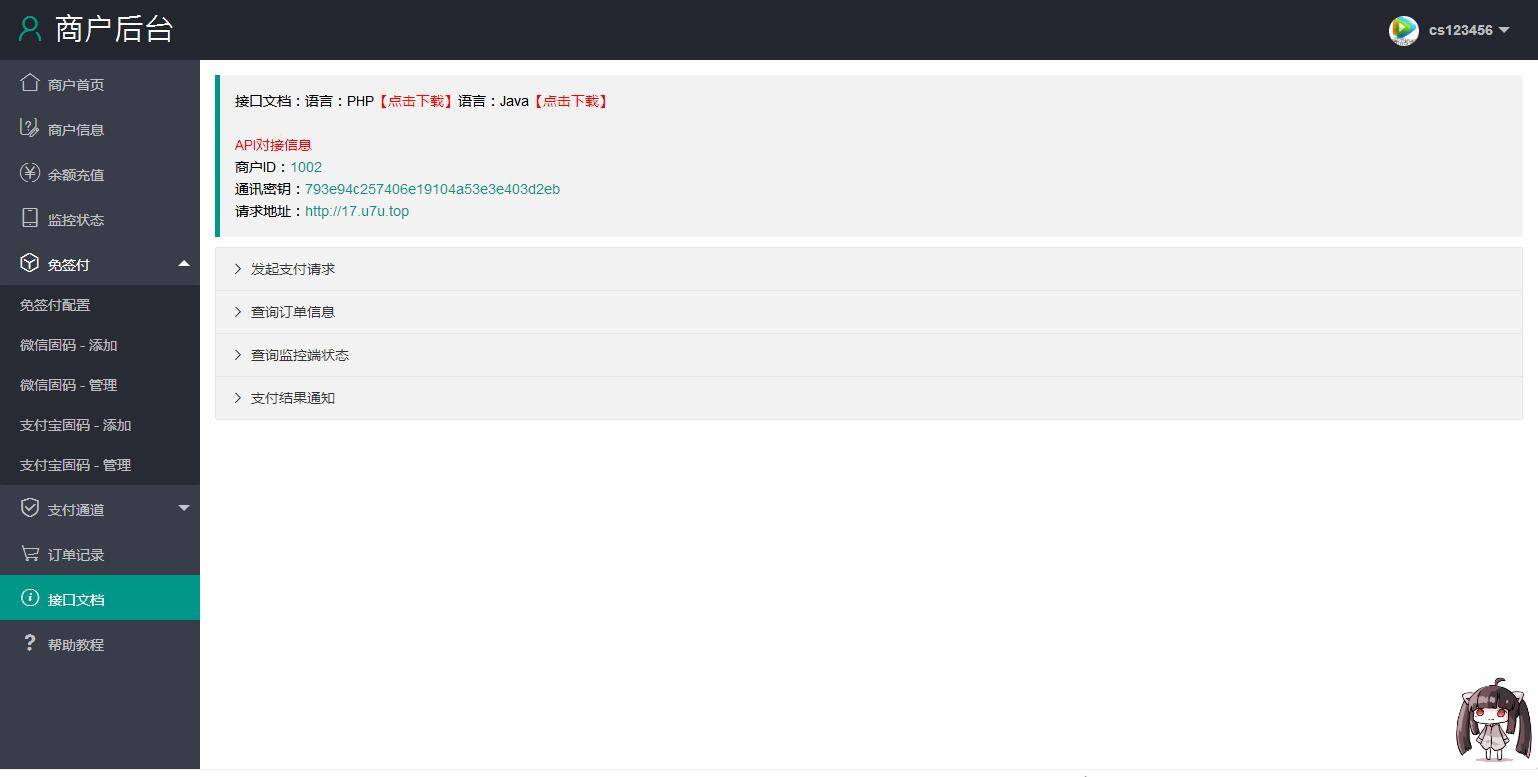 商户后台
cs123456
商户首页
商户信息
余额充值
监控状态
免签付
免签付配置
微信固码 - 添加
微信固码 - 管理
支付宝固码 - 添加
支付宝固码 - 管理
支付通道
订单记录
接口文档
帮助教程
接口文档：语言：PHP【点击下载】语言：Java【点击下载】
API对接信息
商户ID：1002
通讯密钥：793e94c257406e19104a53e3e403d2eb
请求地址：http://17.u7u.top
发起支付请求
查询订单信息
查询监控端状态
支付结果通知